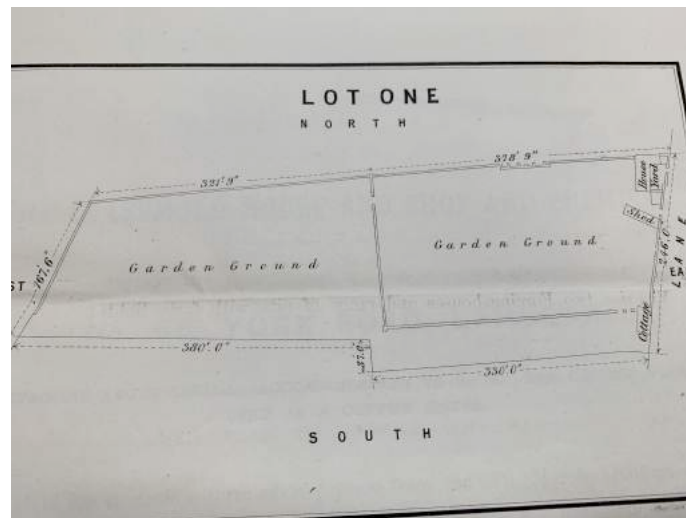 LOT ONE
NORTH
321'.9"
378'.9"
House
Yard
Shed
167'.6"
Garden Ground
Garden Ground
246.0"
LANE
ST
EA
Cottage
380'.0"
37.0"
330'.0"
SOUTH